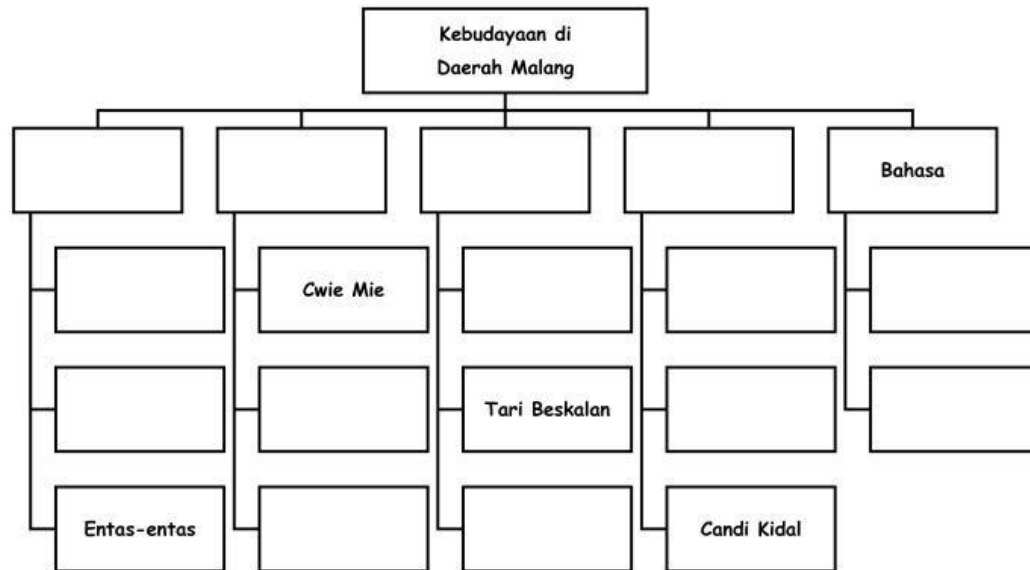 Kebudayaan di
Daerah Malang
Bahasa
Cwie Mie
Tari Beskalan
Entas-entas
Candi Kidal